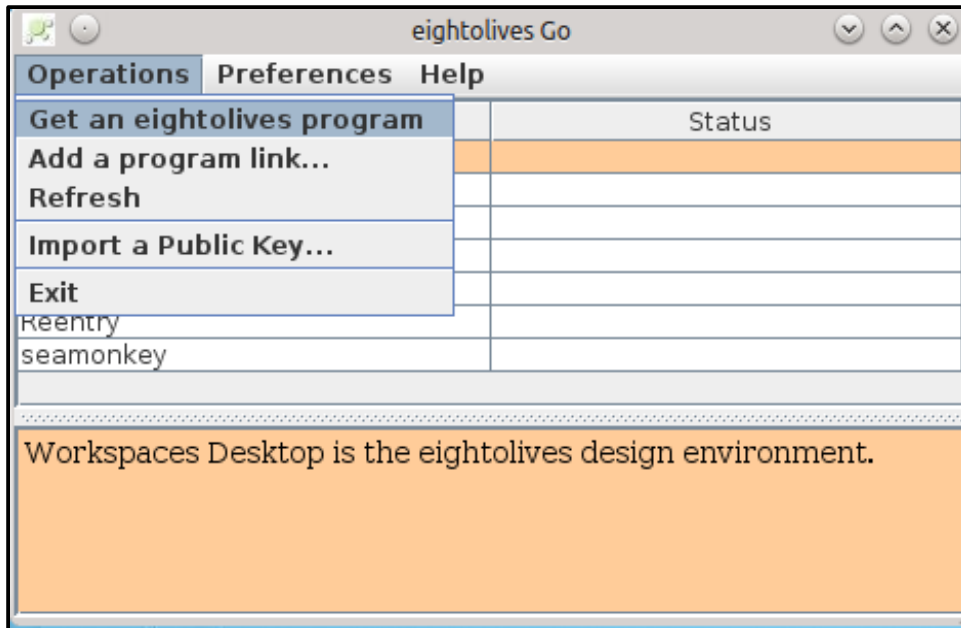 eightolives Go
Operations Preferences Help
Get an eightolives program
Status
Add a program link...
Refresh
Import a Public Key...
Exit
Reentry
seamonkey
Workspaces Desktop is the eightolives design environment.